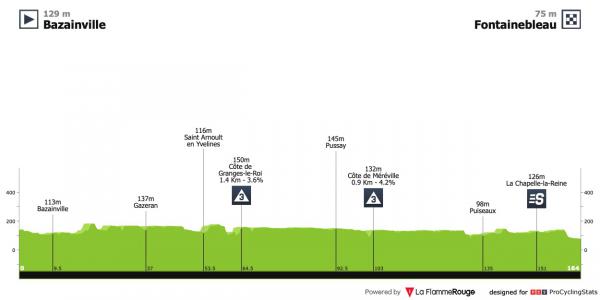 129 m
Bazainville
75 m
Fontainebleau
116m
Saint Arnoult
en Yvelines
145m
Pussay
150m
Côte de
Granges-le-Roi
1.4 Km - 3.6%
132m
Côte de Méréville
0.9 Km - 4.2%
126m
La Chapelle-la-Reine
113m
Bazainville
137m
Gazeran
98m
Puiseaux
3
3
S
400
200
0
400
200
0
0
9.5
37
53.5
64.5
92.5
103
135
151
164
Powered by La FlammeRouge
designed for PCS ProCyclingStats